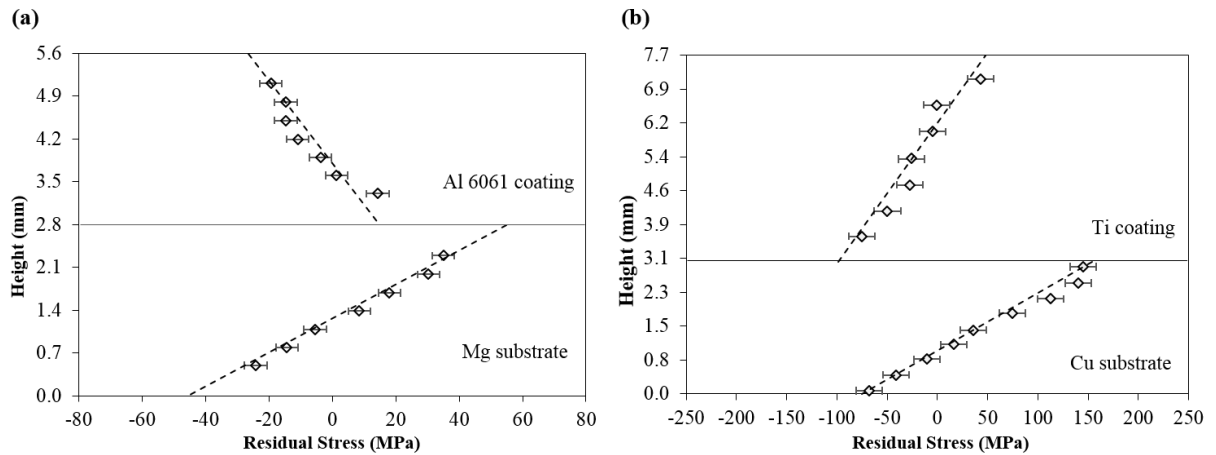 (a)
5.6
4.9
4.2
3.5
2.8
2.1
1.4
0.7
0.0
Height (mm)
Al 6061 coating
Mg substrate
-80 -60 -40 -20 0 20 40 60 80
Residual Stress (MPa)
(b)
7.7
6.9
6.2
5.4
4.6
3.9
3.1
2.3
1.5
0.8
0.0
Height (mm)
Ti coating
Cu substrate
-250 -200 -150 -100 -50 0 50 100 150 200 250
Residual Stress (MPa)